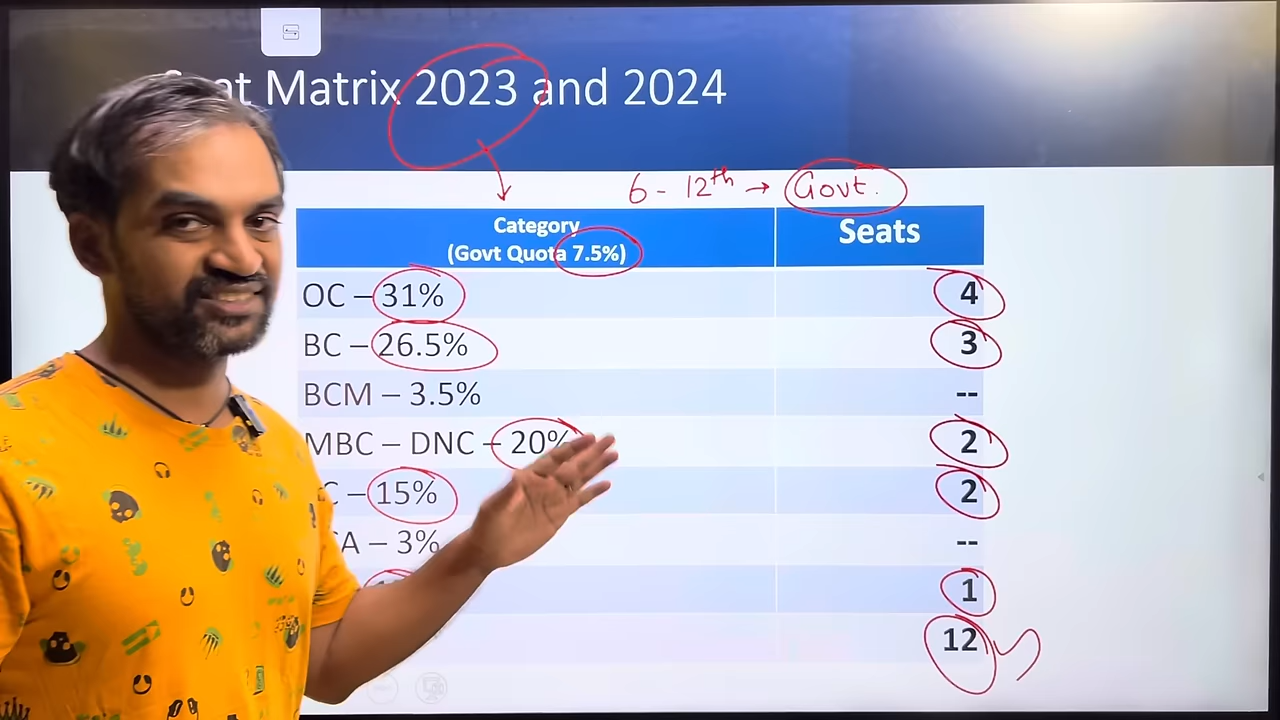 Matrix 2023 and 2024
6 - 12th → Govt.
Category
(Govt Quota 7.5%)
Seats
OC – 31%
4
BC – 26.5%
3
BCM – 3.5%
--
MBC – DNC – 20%
2
– 15%
2
– 3%
--
1
12